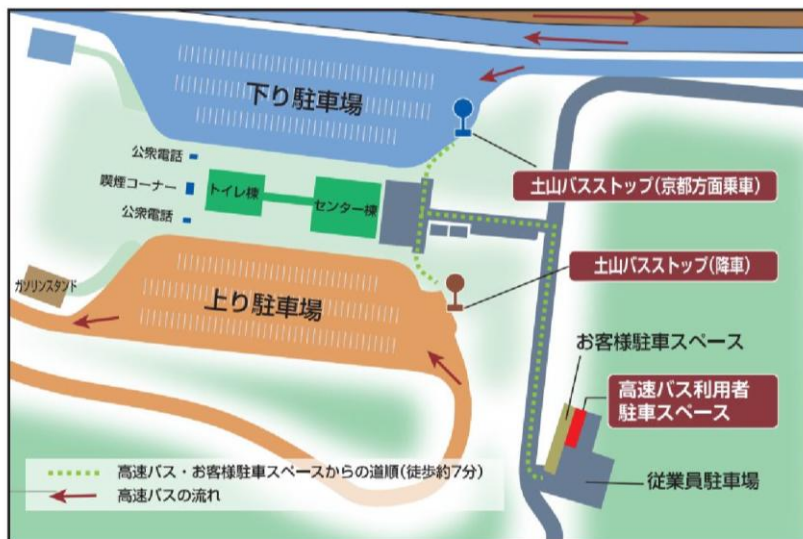 下り駐車場
公衆電話
喫煙コーナー
公衆電話
トイレ棟
センター棟
土山バスストップ(京都方面乗車)
土山バスストップ(降車)
ガソリンスタンド
上り駐車場
お客様駐車スペース
高速バス利用者
駐車スペース
従業員駐車場
高速バス・お客様駐車スペースからの道順(徒歩約7分)
高速バスの流れ